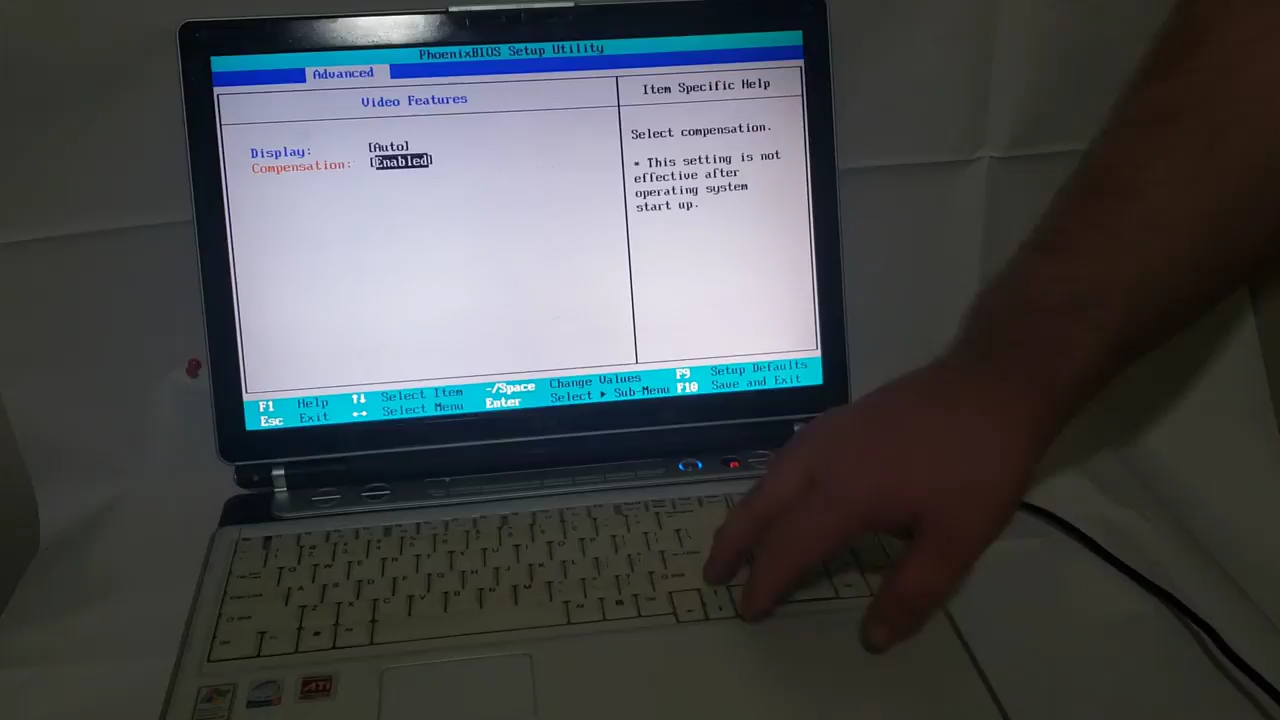 PhoenixBIOS Setup Utility
Advanced
Video Features
Display: [Auto]
Compensation: [Enabled]
Item Specific Help
Select compensation.
* This setting is not
effective after
operating system
start up.
F1 Help ↑↓ Select Item -/Space Change Values F9 Setup Defaults
Esc Exit ↔ Select Menu Enter Select ▶ Sub-Menu F10 Save and Exit
ATI